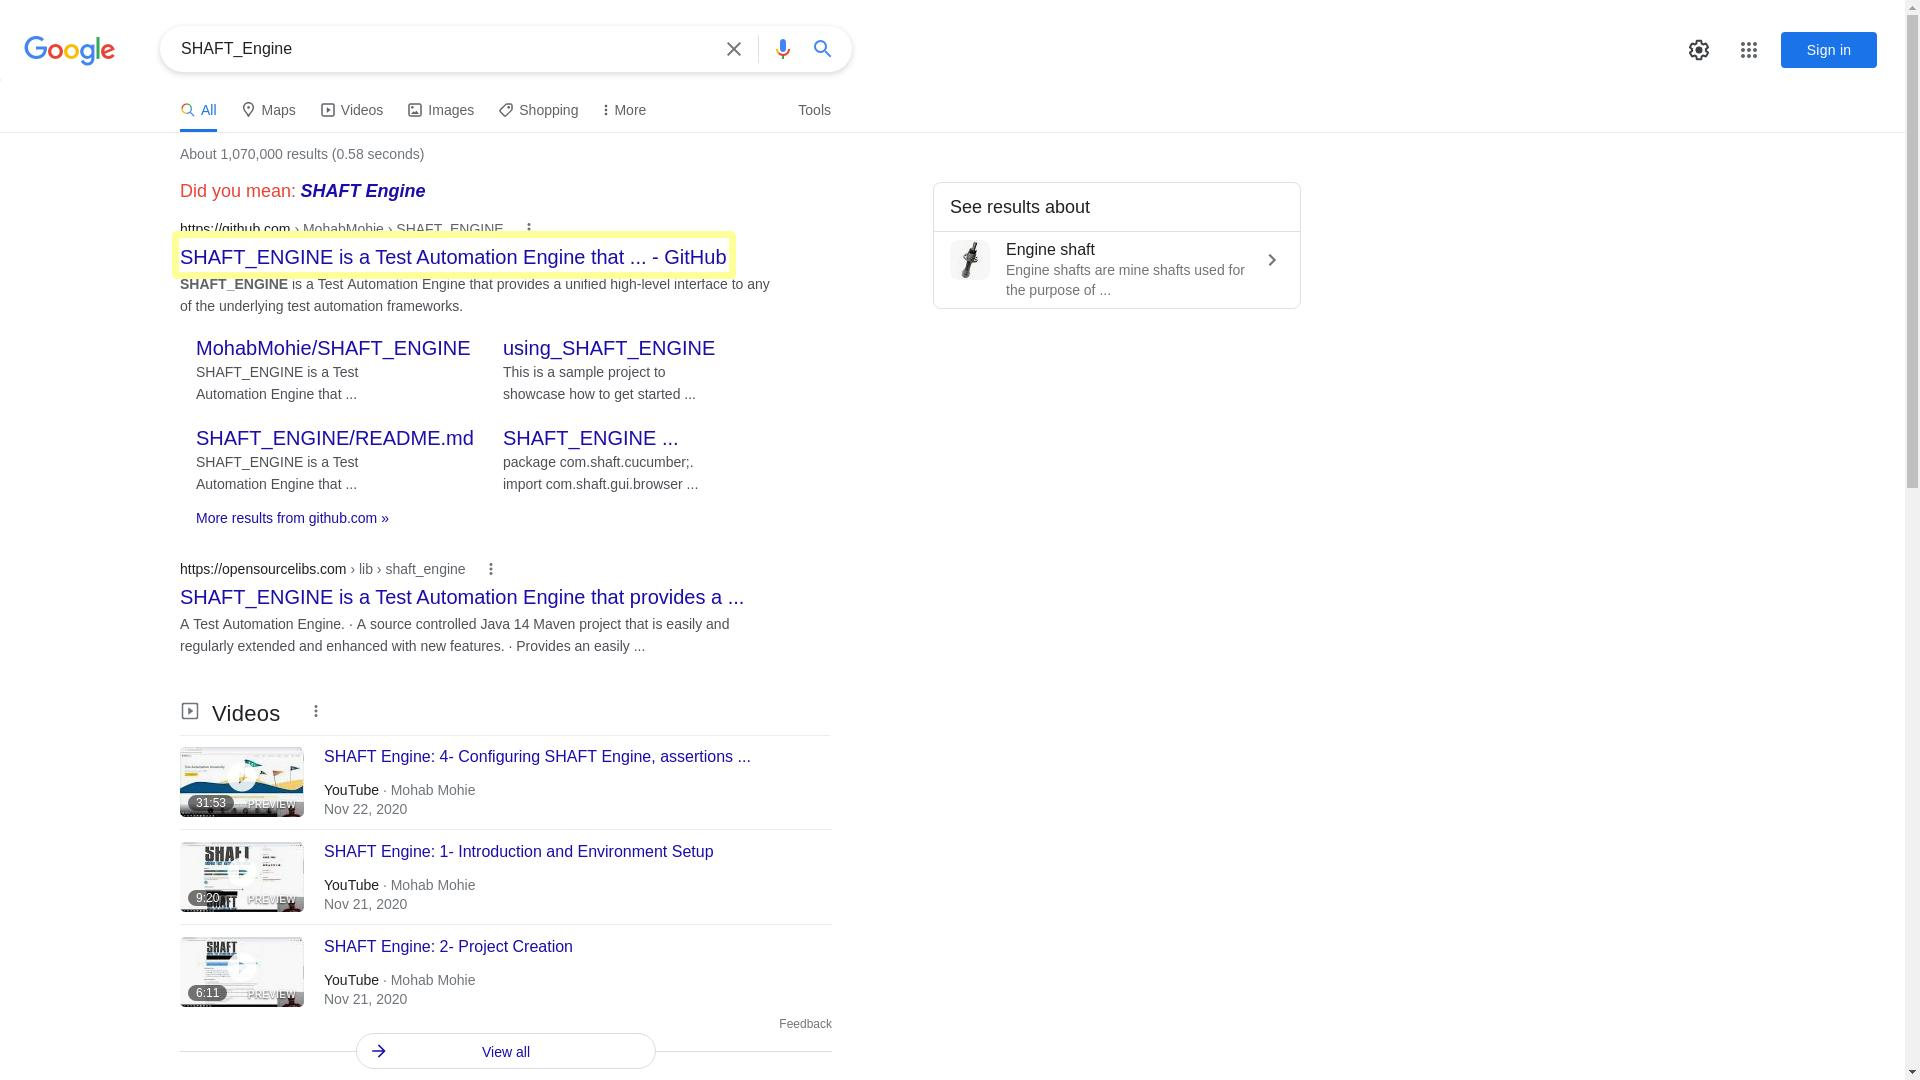 Google
SHAFT_Engine
Sign in
All
Maps
Videos
Images
Shopping
More
Tools
About 1,070,000 results (0.58 seconds)
Did you mean: SHAFT Engine
https://github.com › MohabMohie › SHAFT_ENGINE
SHAFT_ENGINE is a Test Automation Engine that ... - GitHub
SHAFT_ENGINE is a Test Automation Engine that provides a unified high-level interface to any
of the underlying test automation frameworks.
MohabMohie/SHAFT_ENGINE
SHAFT_ENGINE is a Test
Automation Engine that ...
using_SHAFT_ENGINE
This is a sample project to
showcase how to get started ...
SHAFT_ENGINE/README.md
SHAFT_ENGINE is a Test
Automation Engine that ...
SHAFT_ENGINE ...
package com.shaft.cucumber;.
import com.shaft.gui.browser ...
More results from github.com »
https://opensourcelibs.com › lib › shaft_engine
SHAFT_ENGINE is a Test Automation Engine that provides a ...
A Test Automation Engine. · A source controlled Java 14 Maven project that is easily and
regularly extended and enhanced with new features. · Provides an easily ...
Videos
31:53
PREVIEW
SHAFT Engine: 4- Configuring SHAFT Engine, assertions ...
YouTube · Mohab Mohie
Nov 22, 2020
SHAFT
9:20
PREVIEW
SHAFT Engine: 1- Introduction and Environment Setup
YouTube · Mohab Mohie
Nov 21, 2020
SHAFT
6:11
PREVIEW
SHAFT Engine: 2- Project Creation
YouTube · Mohab Mohie
Nov 21, 2020
Feedback
View all
See results about
Engine shaft
Engine shafts are mine shafts used for
the purpose of ...